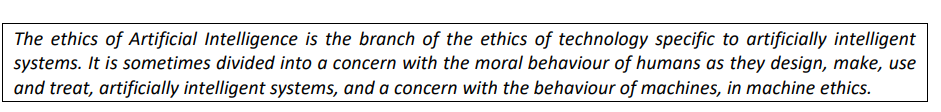 The ethics of Artificial Intelligence is the branch of the ethics of technology specific to artificially intelligent
systems. It is sometimes divided into a concern with the moral behaviour of humans as they design, make, use
and treat, artificially intelligent systems, and a concern with the behaviour of machines, in machine ethics.